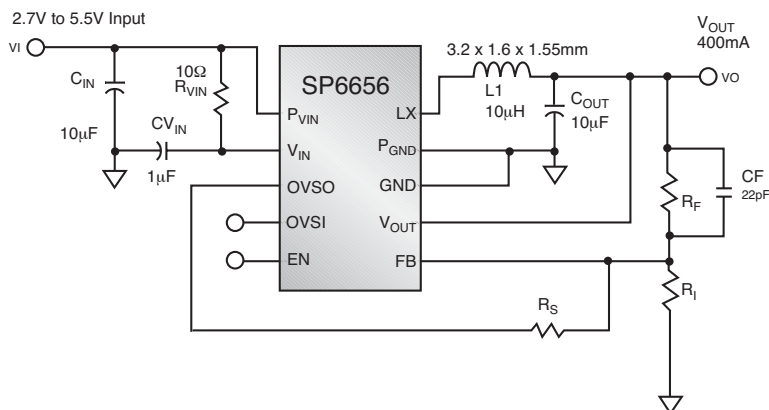 2.7V to 5.5V Input
VI
CIN
10μF
10Ω
RVIN
CVIN
1μF
SP6656
PVIN
VIN
OVSO
OVSI
EN
LX
PGND
GND
VOUT
FB
3.2 x 1.6 x 1.55mm
L1
10μH
COUT
10μF
VOUT
400mA
VO
CF
22pF
RF
RI
RS